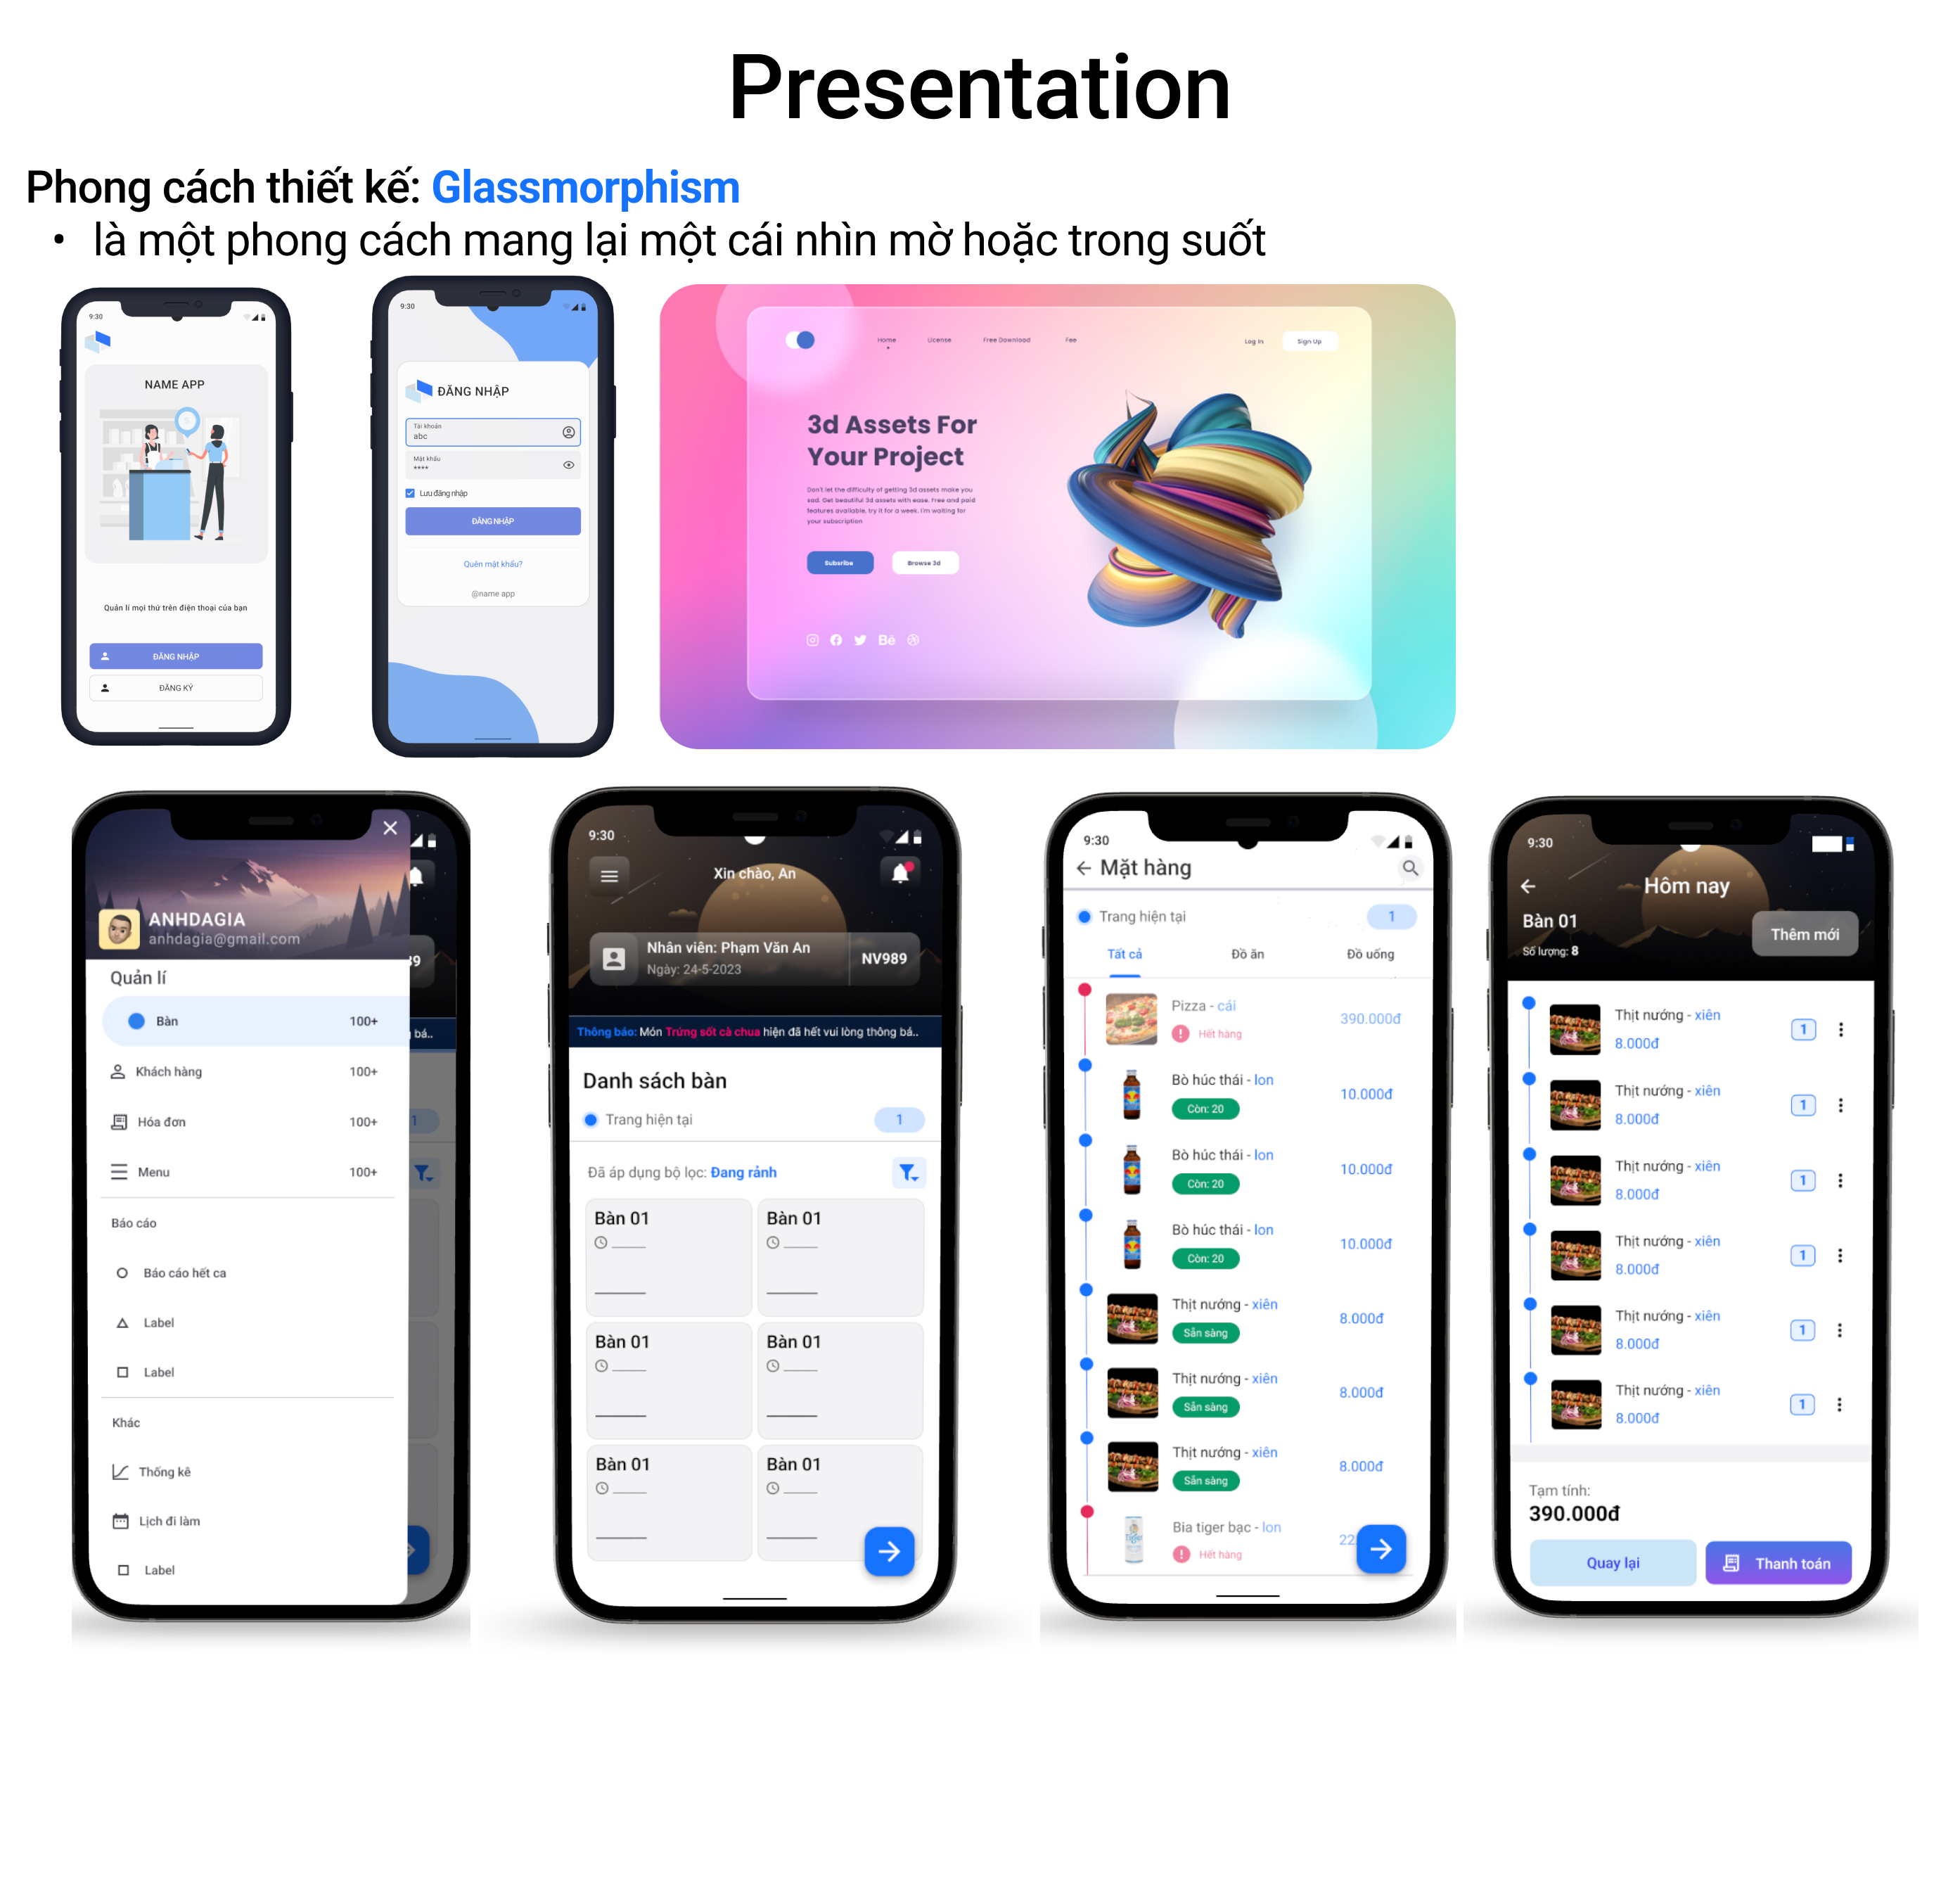 Presentation
Phong cách thiết kế: Glassmorphism
• là một phong cách mang lại một cái nhìn mờ hoặc trong suốt
9:30
NAME APP
Quản lí mọi thứ trên điện thoại của bạn
ĐĂNG NHẬP
ĐĂNG KÝ
9:30
ĐĂNG NHẬP
Tài khoản
abc
Mật khẩu
****
Lưu đăng nhập
ĐĂNG NHẬP
Quên mật khẩu?
@name app
Home License Free Download Fee Log In Sign Up
3d Assets For
Your Project
Don't let the difficulty of getting 3d assets make you
sad. Get beautiful 3d assets with ease. Free and paid
features available, try it for a week. I'm waiting for
your subscription
Subsribe Browse 3d
Bē
ANHDAGIA
anhdagia@gmail.com
39
Quản lí
Bàn 100+
bá..
Khách hàng 100+
Hóa đơn 100+
1
Menu 100+
Báo cáo
Báo cáo hết ca
Label
Label
Khác
Thống kê
Lịch đi làm
Label
9:30
Xin chào, An
Nhân viên: Phạm Văn An
Ngày: 24-5-2023
NV989
Thông báo: Món Trứng sốt cà chua hiện đã hết vui lòng thông bá..
Danh sách bàn
Trang hiện tại 1
Đã áp dụng bộ lọc: Đang rảnh
Bàn 01 Bàn 01
Bàn 01 Bàn 01
Bàn 01 Bàn 01
9:30
Mặt hàng
Trang hiện tại 1
Tất cả Đồ ăn Đồ uống
Pizza - cái
390.000đ
Hết hàng
Bò húc thái - lon
10.000đ
Còn: 20
Bò húc thái - lon
10.000đ
Còn: 20
Bò húc thái - lon
10.000đ
Còn: 20
Thịt nướng - xiên
8.000đ
Sẵn sàng
Thịt nướng - xiên
8.000đ
Sẵn sàng
Thịt nướng - xiên
8.000đ
Sẵn sàng
Bia tiger bạc - lon
22
Hết hàng
9:30
Hôm nay
Bàn 01
Số lượng: 8
Thêm mới
Thịt nướng - xiên
8.000đ
1
Thịt nướng - xiên
8.000đ
1
Thịt nướng - xiên
8.000đ
1
Thịt nướng - xiên
8.000đ
1
Thịt nướng - xiên
8.000đ
1
Thịt nướng - xiên
8.000đ
1
Tạm tính:
390.000đ
Quay lại Thanh toán